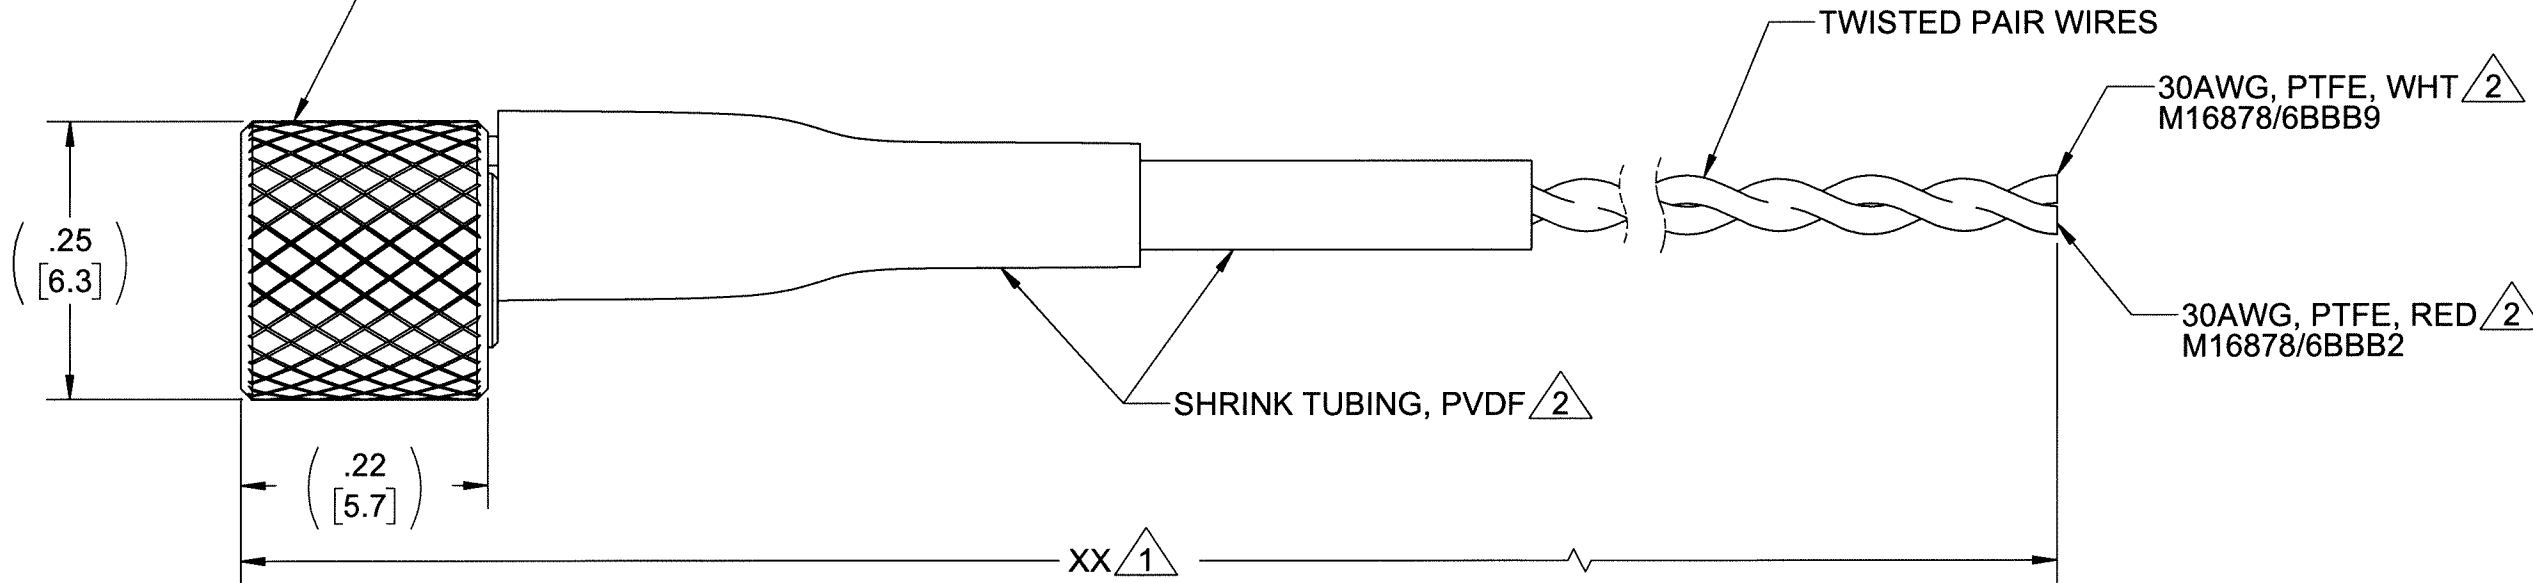 TWISTED PAIR WIRES
30AWG, PTFE, WHT 2
M16878/6BBB9
.25
[6.3]
30AWG, PTFE, RED 2
M16878/6BBB2
SHRINK TUBING, PVDF 2
.22
[5.7]
XX 1